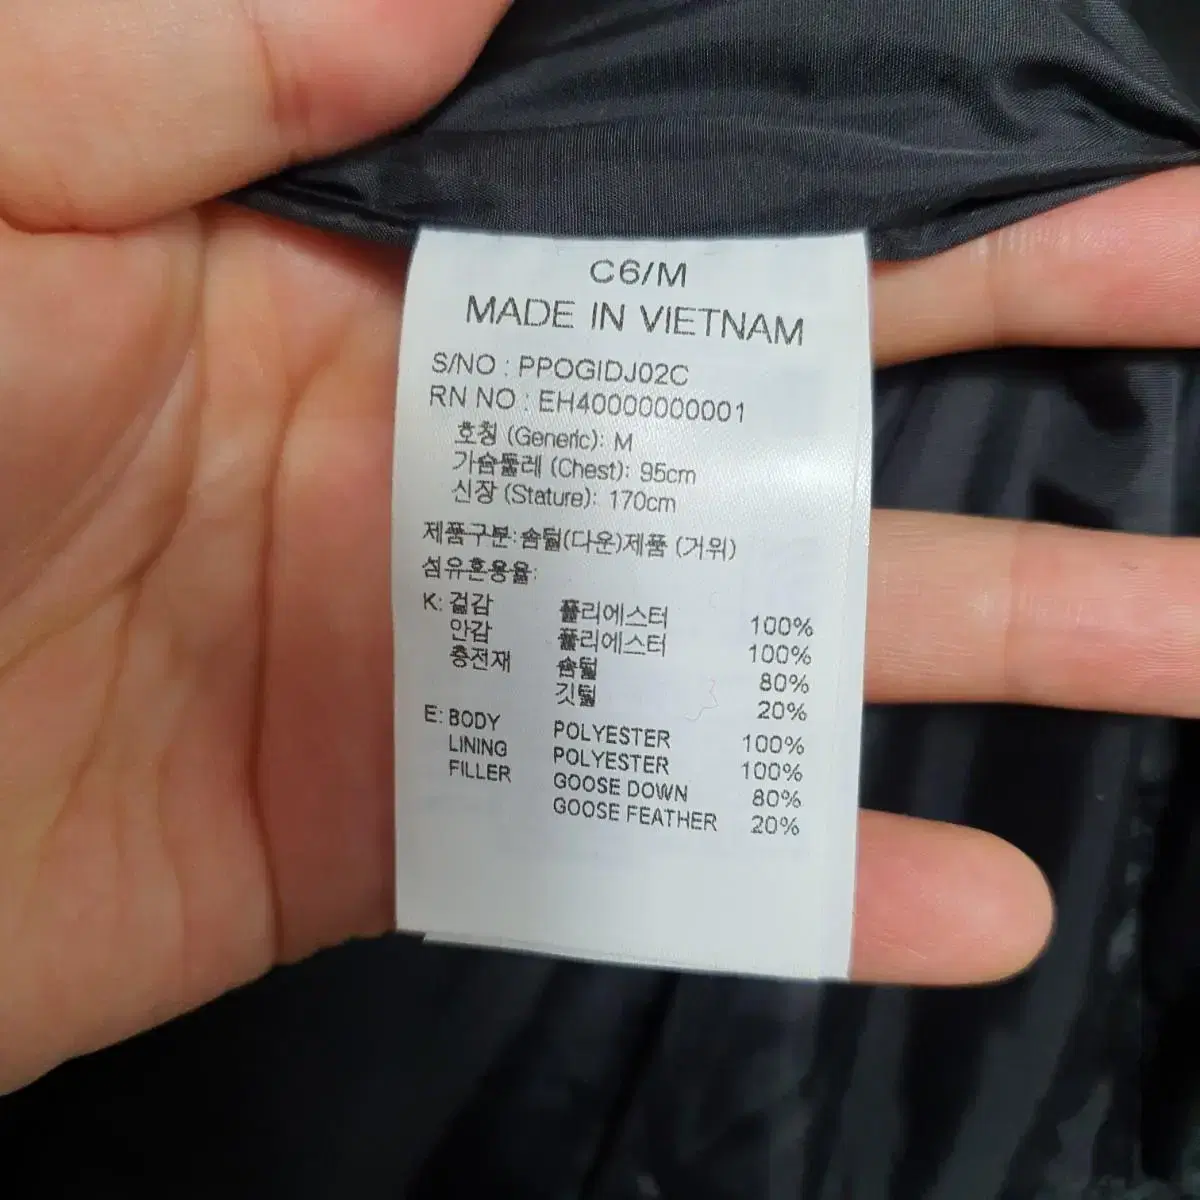 C6/M
MADE IN VIETNAM
S/NO : PPOGIDJ02C
RN NO : EH40000000001
호칭 (Generic): M
가슴둘레 (Chest): 95cm
신장 (Stature): 170cm
제품구분:솜털(다운)제품 (거위)
섬유혼용율:
K: 겉감 폴리에스터 100%
안감 폴리에스터 100%
충전재 솜털 80%
깃털 20%
E: BODY POLYESTER 100%
LINING POLYESTER 100%
FILLER GOOSE DOWN 80%
GOOSE FEATHER 20%